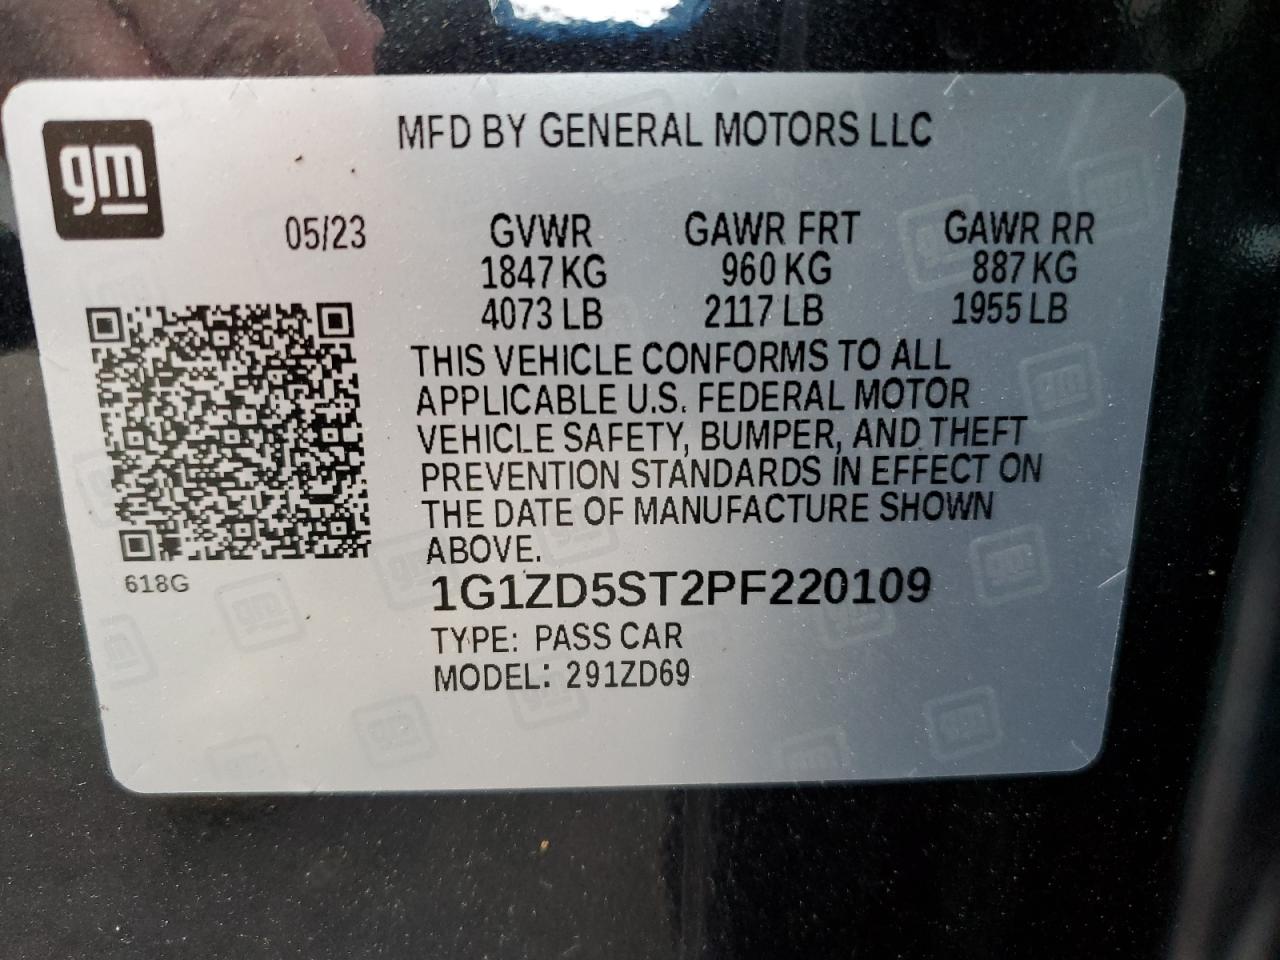 MFD BY GENERAL MOTORS LLC
gm
05/23 GVWR GAWR FRT GAWR RR
1847 KG 960 KG 887 KG
4073 LB 2117 LB 1955 LB
THIS VEHICLE CONFORMS TO ALL
APPLICABLE U.S. FEDERAL MOTOR
VEHICLE SAFETY, BUMPER, AND THEFT
PREVENTION STANDARDS IN EFFECT ON
THE DATE OF MANUFACTURE SHOWN
ABOVE.
618G
1G1ZD5ST2PF220109
TYPE: PASS CAR
MODEL: 291ZD69